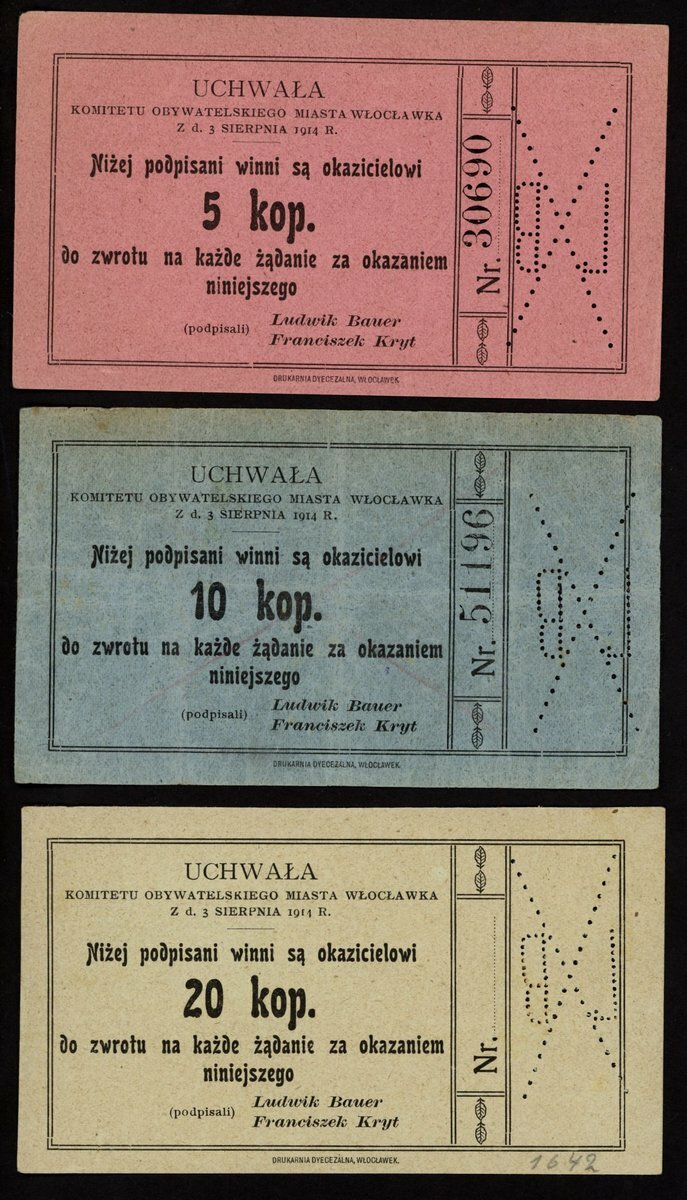 UCHWAŁA
KOMITETU OBYWATELSKIEGO MIASTA WŁOCŁAWKA
Z d. 3 SIERPNIA 1914 R.
Niżej podpisani winni są okazicielowi
5 kop.
do zwrotu na każde żądanie za okazaniem
niniejszego
(podpisali) Ludwik Bauer
Franciszek Kryt
Nr. 30690
DRUKARNIA DYECEZALNA, WŁOCŁAWEK.
UCHWAŁA
KOMITETU OBYWATELSKIEGO MIASTA WŁOCŁAWKA
Z d. 3 SIERPNIA 1914 R.
Niżej podpisani winni są okazicielowi
10 kop.
do zwrotu na każde żądanie za okazaniem
niniejszego
(podpisali) Ludwik Bauer
Franciszek Kryt
Nr. 51196
DRUKARNIA DYECEZALNA, WŁOCŁAWEK.
UCHWAŁA
KOMITETU OBYWATELSKIEGO MIASTA WŁOCŁAWKA
Z d. 3 SIERPNIA 1914 R.
Niżej podpisani winni są okazicielowi
20 kop.
do zwrotu na każde żądanie za okazaniem
niniejszego
(podpisali) Ludwik Bauer
Franciszek Kryt
Nr.
DRUKARNIA DYECEZALNA, WŁOCŁAWEK.
1642